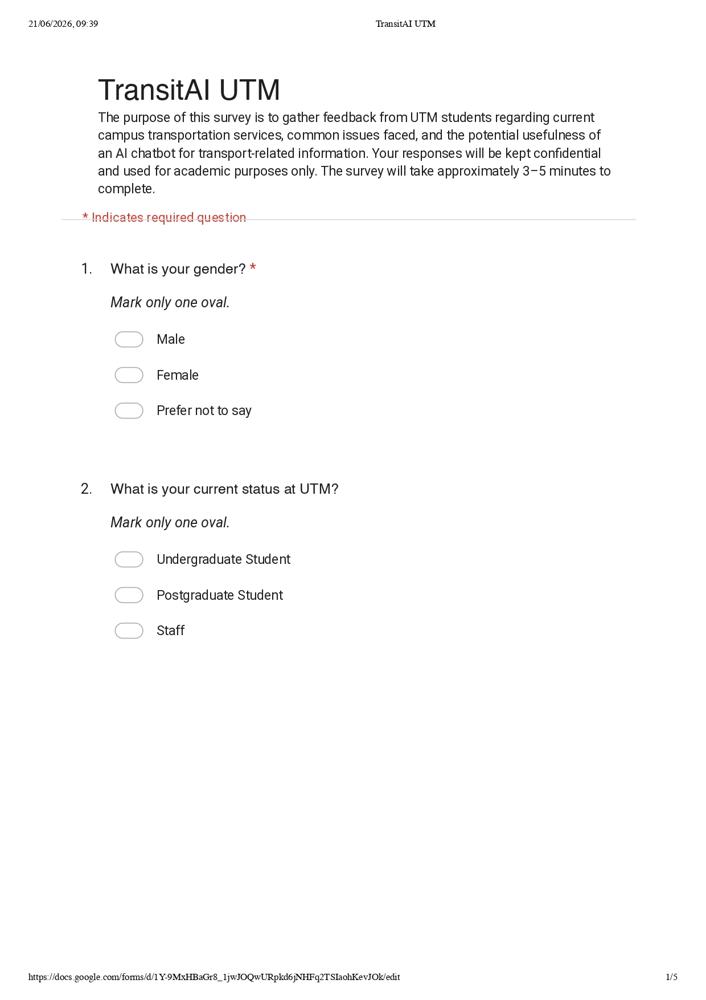 21/06/2026, 09:39
TransitAI UTM
TransitAI UTM
The purpose of this survey is to gather feedback from UTM students regarding current
campus transportation services, common issues faced, and the potential usefulness of
an AI chatbot for transport-related information. Your responses will be kept confidential
and used for academic purposes only. The survey will take approximately 3–5 minutes to
complete.
* Indicates required question
1. What is your gender? *
Mark only one oval.
Male
Female
Prefer not to say
2. What is your current status at UTM?
Mark only one oval.
Undergraduate Student
Postgraduate Student
Staff
https://docs.google.com/forms/d/1Y-9MxHBaGr8_1jwJOQwURpkd6jNHFq2TSIaohKevJOk/edit
1/5